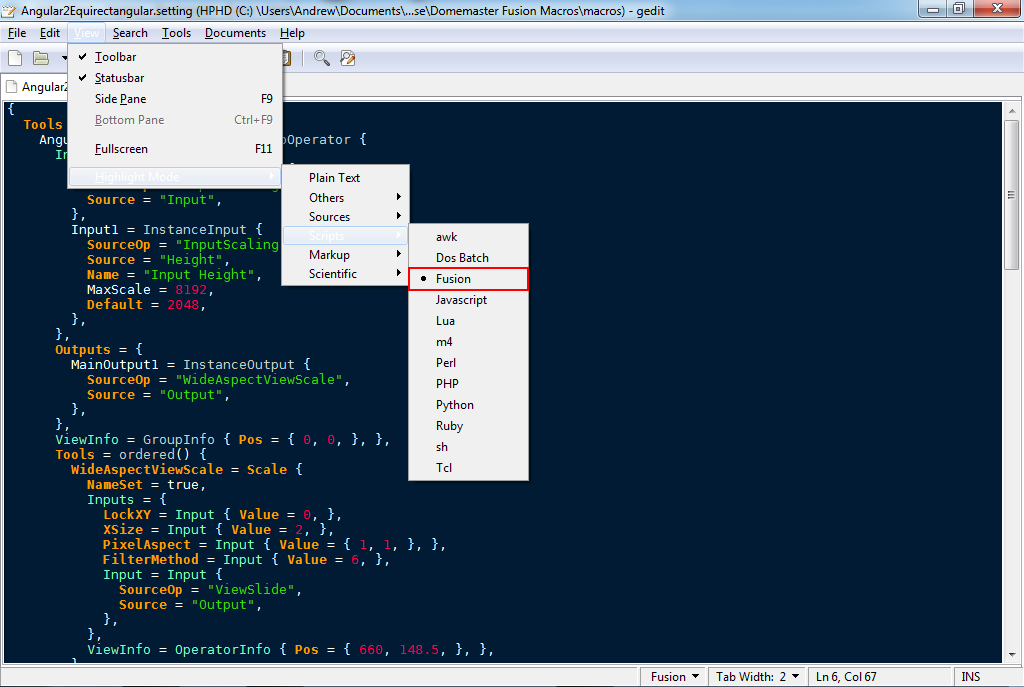 Angular2Equirectangular.setting (HPHD (C:) \Users\Andrew\Documents\...se\Domemaster Fusion Macros\macros) - gedit
File Edit View Search Tools Documents Help
Toolbar
Statusbar
Side Pane F9
Bottom Pane Ctrl+F9
Fullscreen F11
Highlight Mode
Plain Text
Others
Sources
Scripts
Markup
Scientific
awk
Dos Batch
Fusion
Javascript
Lua
m4
Perl
PHP
Python
Ruby
sh
Tcl
Angular2
{
Tools
Angu oOperator {
In
Source = "Input",
},
Input1 = InstanceInput {
SourceOp = "InputScaling
Source = "Height",
Name = "Input Height",
MaxScale = 8192,
Default = 2048,
},
},
Outputs = {
MainOutput1 = InstanceOutput {
SourceOp = "WideAspectViewScale",
Source = "Output",
},
},
ViewInfo = GroupInfo { Pos = { 0, 0, }, },
Tools = ordered() {
WideAspectViewScale = Scale {
NameSet = true,
Inputs = {
LockXY = Input { Value = 0, },
XSize = Input { Value = 2, },
PixelAspect = Input { Value = { 1, 1, }, },
FilterMethod = Input { Value = 6, },
Input = Input {
SourceOp = "ViewSlide",
Source = "Output",
},
},
ViewInfo = OperatorInfo { Pos = { 660, 148.5, }, },
Fusion Tab Width: 2 Ln 6, Col 67 INS